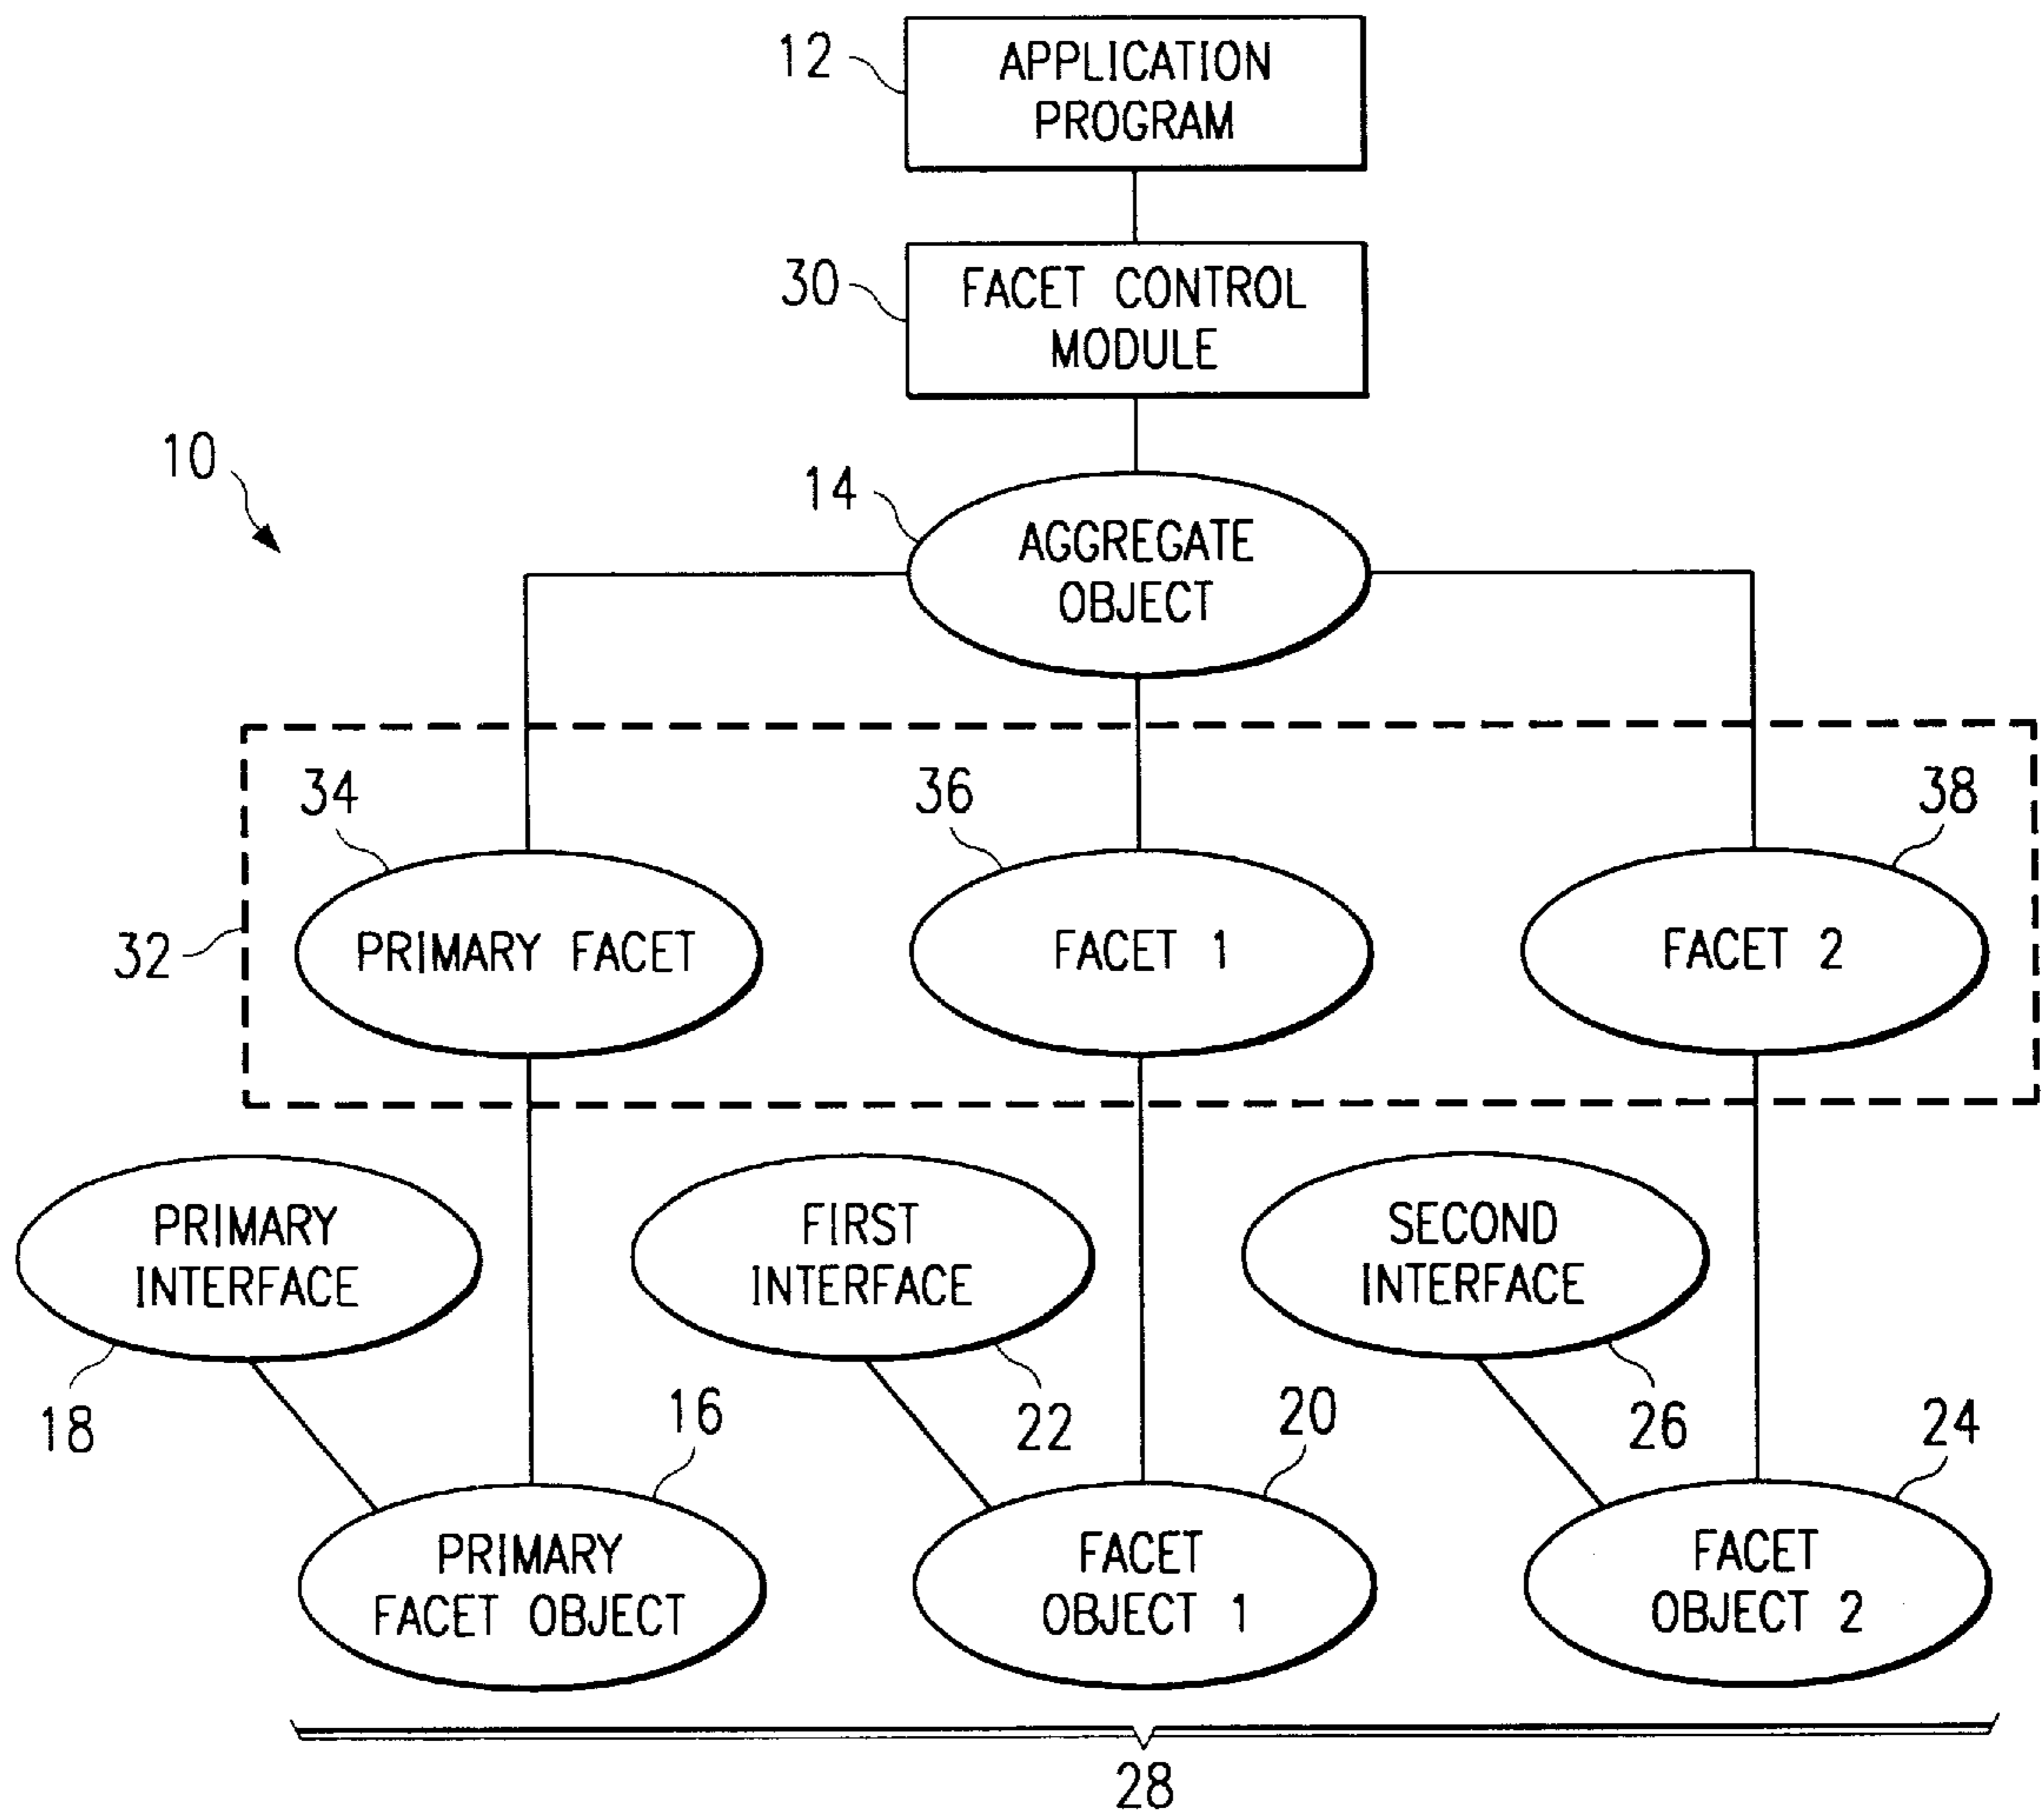 12
APPLICATION
PROGRAM
30
FACET CONTROL
MODULE
10
14
AGGREGATE
OBJECT
34
36
38
32
PRIMARY FACET
FACET 1
FACET 2
PRIMARY
INTERFACE
FIRST
INTERFACE
SECOND
INTERFACE
18
16
22
20
26
24
PRIMARY
FACET OBJECT
FACET
OBJECT 1
FACET
OBJECT 2
28